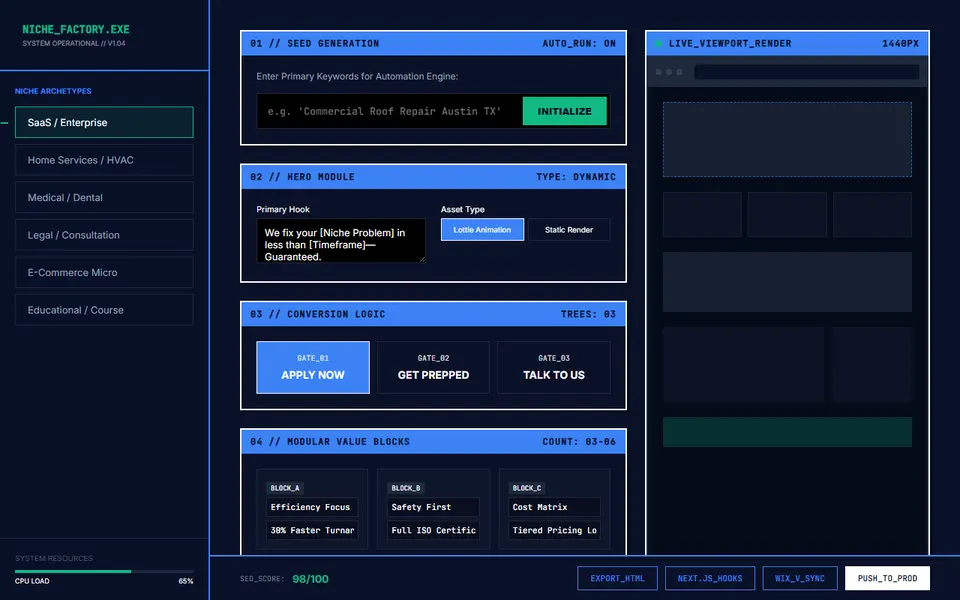 NICHE_FACTORY.EXE
SYSTEM OPERATIONAL // V1.04
NICHE ARCHETYPES
SaaS / Enterprise
Home Services / HVAC
Medical / Dental
Legal / Consultation
E-Commerce Micro
Educational / Course
SYSTEM RESOURCES
CPU LOAD 65%
01 // SEED GENERATION AUTO_RUN: ON
Enter Primary Keywords for Automation Engine:
e.g. 'Commercial Roof Repair Austin TX' INITIALIZE
02 // HERO MODULE TYPE: DYNAMIC
Primary Hook
We fix your [Niche Problem] in
less than [Timeframe]—
Guaranteed.
Asset Type
Lottie Animation Static Render
03 // CONVERSION LOGIC TREES: 03
GATE_01
APPLY NOW
GATE_02
GET PREPPED
GATE_03
TALK TO US
04 // MODULAR VALUE BLOCKS COUNT: 03-06
BLOCK_A
Efficiency Focus
30% Faster Turnar
BLOCK_B
Safety First
Full ISO Certific
BLOCK_C
Cost Matrix
Tiered Pricing Lo
LIVE_VIEWPORT_RENDER 1440PX
SEO_SCORE: 98/100
EXPORT_HTML NEXT.JS_HOOKS WIX_V_SYNC PUSH_TO_PROD